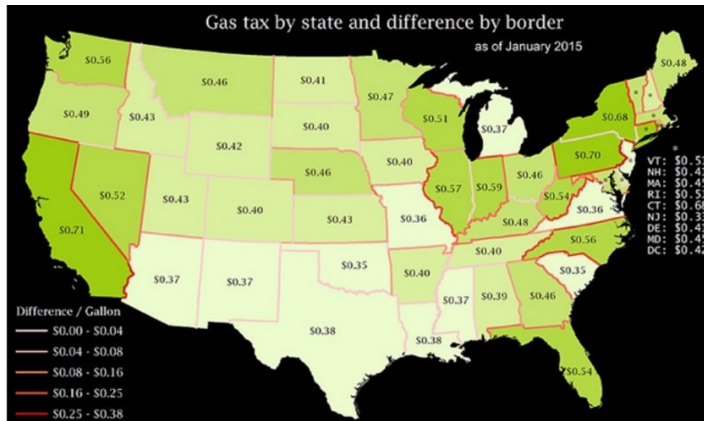 Gas tax by state and difference by border
as of January 2015
$0.56
$0.46
$0.41
$0.47
$0.48
$0.49
$0.43
$0.51
$0.37
$0.68
$0.42
$0.40
$0.40
$0.70
$0.52
$0.46
$0.57
$0.59
$0.46
$0.54
$0.43
$0.40
$0.43
$0.36
$0.48
$0.36
$0.71
$0.56
$0.37
$0.37
$0.35
$0.40
$0.40
$0.35
$0.38
$0.38
$0.37
$0.39
$0.46
$0.54
VT:
NH:
MA:
RI:
CT: $0.68
NJ:
DE:
MD:
DC:
Difference / Gallon
$0.00 - $0.04
$0.04 - $0.08
$0.08 - $0.16
$0.16 - $0.25
$0.25 - $0.38